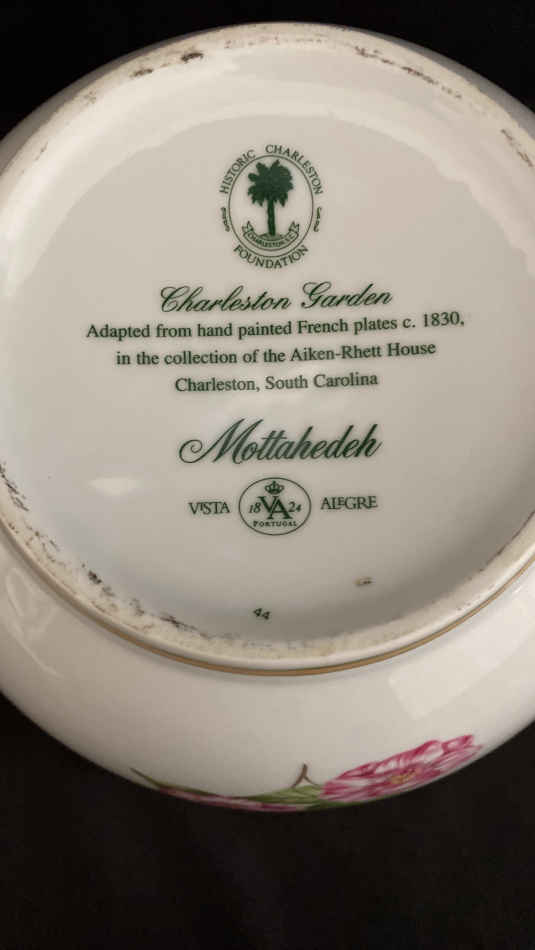 HISTORIC CHARLESTON
CHARLESTON S.C.
FOUNDATION
Charleston Garden
Adapted from hand painted French plates c. 1830,
in the collection of the Aiken-Rhett House
Charleston, South Carolina
Mottahedeh
VISTA 18 VA 24 ALEGRE
PORTUGAL
44